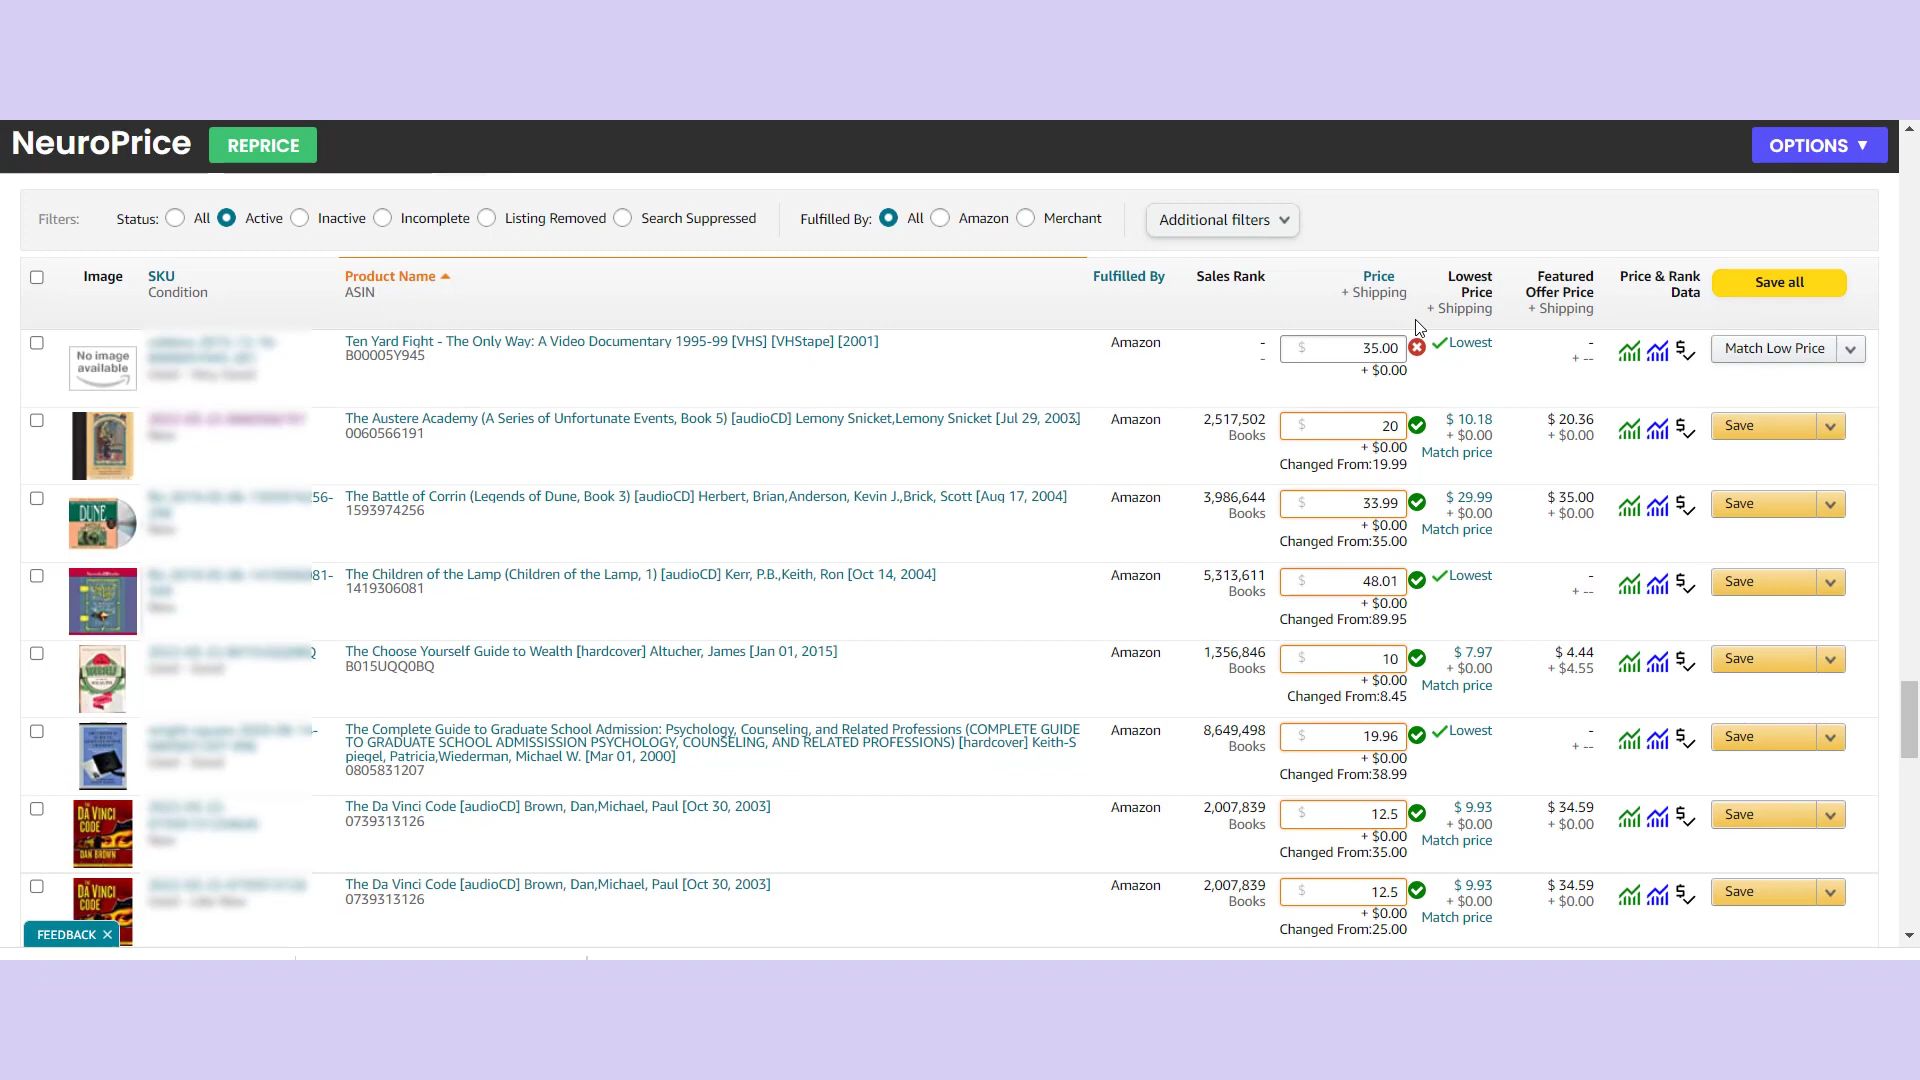 NeuroPrice REPRICE OPTIONS ▼
Filters: Status: All Active Inactive Incomplete Listing Removed Search Suppressed Fulfilled By: All Amazon Merchant Additional filters
Image SKU Product Name Fulfilled By Sales Rank Price Lowest Featured Price & Rank Save all
Condition ASIN + Shipping Price Offer Price Data
+ Shipping + Shipping
No image available
Ten Yard Fight - The Only Way: A Video Documentary 1995-99 [VHS] [VHStape] [2001] Amazon - $ 35.00 Lowest - Match Low Price
B00005Y945 - + $0.00 + --
The Austere Academy (A Series of Unfortunate Events, Book 5) [audioCD] Lemony Snicket,Lemony Snicket [Jul 29, 2003] Amazon 2,517,502 $ 20 $ 10.18 $ 20.36 Save
0060566191 Books + $0.00 + $0.00 + $0.00
Changed From:19.99 Match price
56-
The Battle of Corrin (Legends of Dune, Book 3) [audioCD] Herbert, Brian,Anderson, Kevin J.,Brick, Scott [Aug 17, 2004] Amazon 3,986,644 $ 33.99 $ 29.99 $ 35.00 Save
DUNE
1593974256 Books + $0.00 + $0.00 + $0.00
Changed From:35.00 Match price
81-
The Children of the Lamp (Children of the Lamp, 1) [audioCD] Kerr, P.B.,Keith, Ron [Oct 14, 2004] Amazon 5,313,611 $ 48.01 Lowest - Save
1419306081 Books + $0.00 + --
Changed From:89.95
The Choose Yourself Guide to Wealth [hardcover] Altucher, James [Jan 01, 2015] Amazon 1,356,846 $ 10 $ 7.97 $ 4.44 Save
B015UQQ0BQ Books + $0.00 + $0.00 + $4.55
Changed From:8.45 Match price
The Complete Guide to Graduate School Admission: Psychology, Counseling, and Related Professions (COMPLETE GUIDE Amazon 8,649,498 $ 19.96 Lowest - Save
TO GRADUATE SCHOOL ADMISSISSION PSYCHOLOGY, COUNSELING, AND RELATED PROFESSIONS) [hardcover] Keith-S Books + $0.00 + --
piegel, Patricia,Wiederman, Michael W. [Mar 01, 2000]
0805831207 Changed From:38.99
The Da Vinci Code [audioCD] Brown, Dan,Michael, Paul [Oct 30, 2003] Amazon 2,007,839 $ 12.5 $ 9.93 $ 34.59 Save
DA VINCI CODE
DAN BROWN
0739313126 Books + $0.00 + $0.00 + $0.00
Changed From:35.00 Match price
The Da Vinci Code [audioCD] Brown, Dan,Michael, Paul [Oct 30, 2003] Amazon 2,007,839 $ 12.5 $ 9.93 $ 34.59 Save
DA VINCI CODE
0739313126 Books + $0.00 + $0.00 + $0.00
Changed From:25.00 Match price
FEEDBACK ×